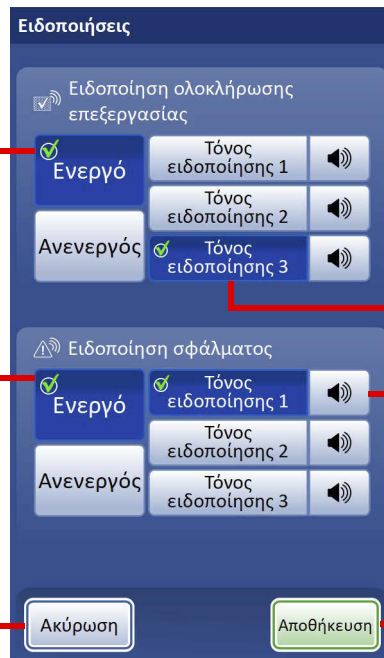 Ειδοποιήσεις
Ειδοποίηση ολοκλήρωσης
επεξεργασίας
Ενεργό
Ανενεργός
Τόνος
ειδοποίησης 1
Τόνος
ειδοποίησης 2
Τόνος
ειδοποίησης 3
Ειδοποίηση σφάλματος
Ενεργό
Ανενεργός
Τόνος
ειδοποίησης 1
Τόνος
ειδοποίησης 2
Τόνος
ειδοποίησης 3
Ακύρωση
Αποθήκευση